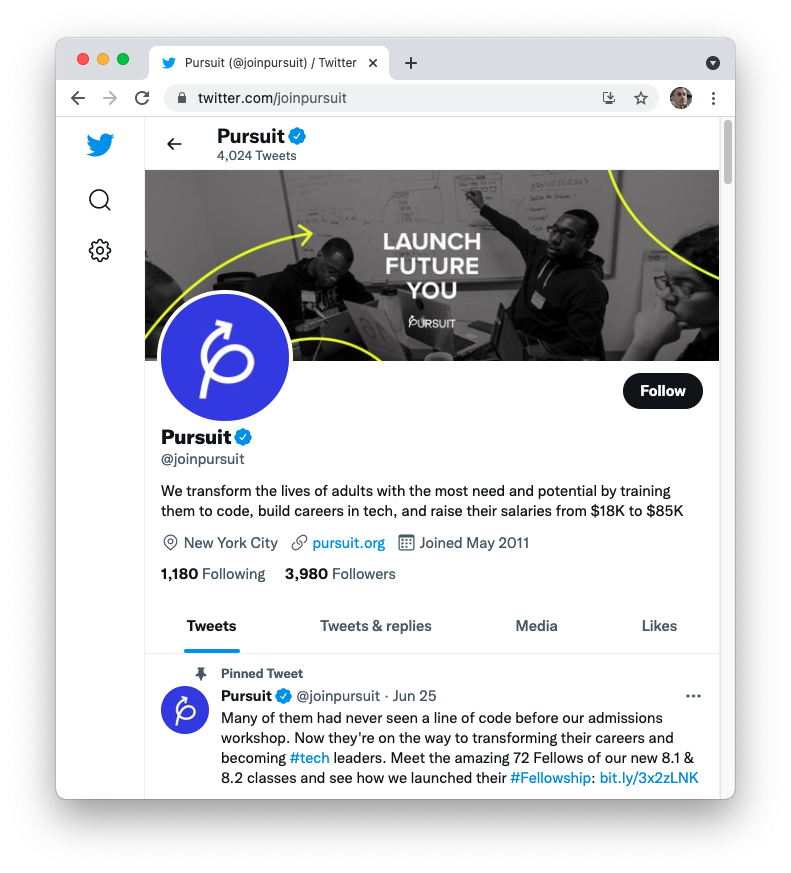 Pursuit (@joinpursuit) / Twitter
twitter.com/joinpursuit
Pursuit
4,024 Tweets
LAUNCH
FUTURE
YOU
PURSUIT
Follow
Pursuit
@joinpursuit
We transform the lives of adults with the most need and potential by training
them to code, build careers in tech, and raise their salaries from $18K to $85K
New York City pursuit.org Joined May 2011
1,180 Following 3,980 Followers
Tweets Tweets & replies Media Likes
Pinned Tweet
Pursuit @joinpursuit · Jun 25
Many of them had never seen a line of code before our admissions
workshop. Now they're on the way to transforming their careers and
becoming #tech leaders. Meet the amazing 72 Fellows of our new 8.1 &
8.2 classes and see how we launched their #Fellowship: bit.ly/3x2zLNK